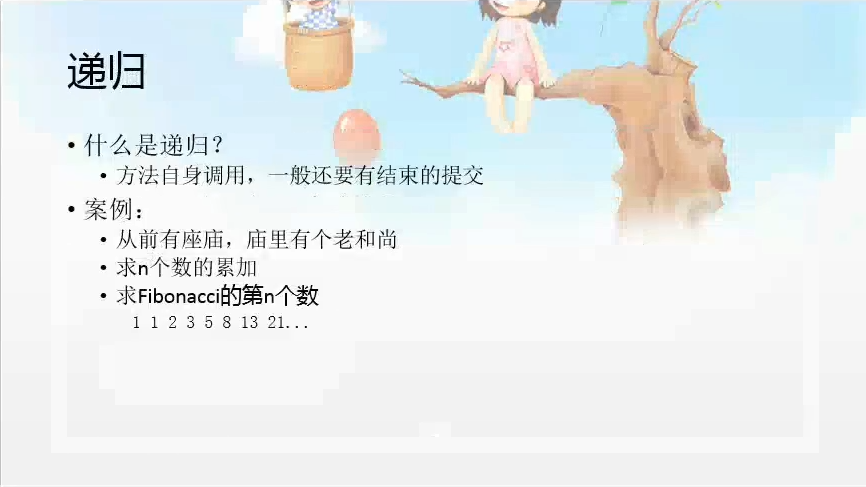 递归
• 什么是递归？
• 方法自身调用，一般还要有结束的提交
• 案例：
• 从前有座庙，庙里有个老和尚
• 求n个数的累加
• 求Fibonacci的第n个数
1 1 2 3 5 8 13 21...